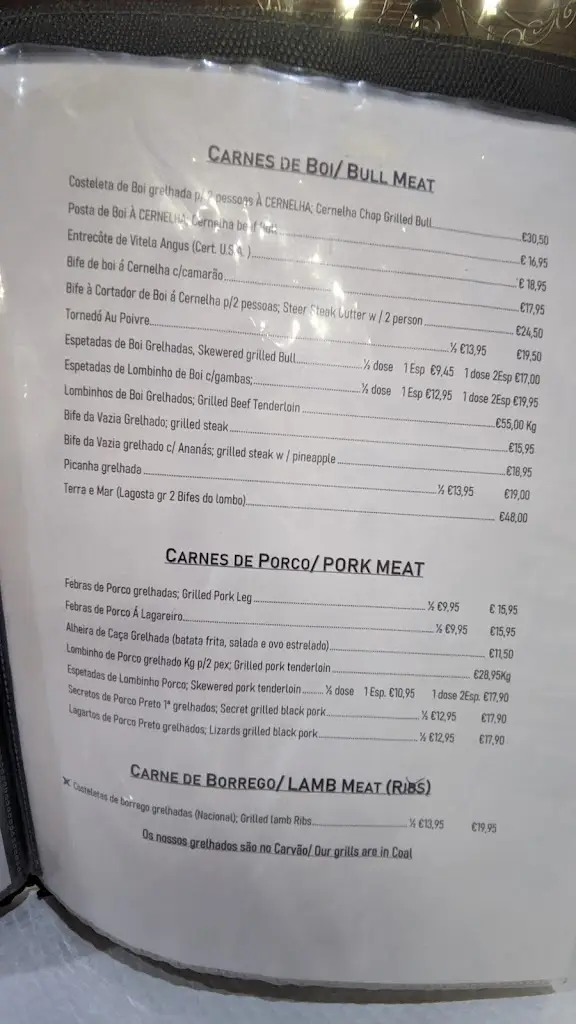 CARNES DE BOI/ BULL MEAT
Costeleta de Boi grelhada p/ 2 pessoas À CERNELHA; Cernelha Chop Grilled Bull €30,50
Posta de Boi À CERNELHA; Cernelha beef € 16,95
Entrecôte de Vitela Angus (Cert. U.S.A. ) € 18,95
Bife de boi á Cernelha c/camarão €17,95
Bife à Cortador de Boi á Cernelha p/2 pessoas; Steer Steak Cutter w / 2 person €24,50
Tornedó Au Poivre ½ €13,95 €19,50
Espetadas de Boi Grelhadas, Skewered grilled Bull ½ dose 1 Esp €9,45 1 dose 2Esp €17,00
Espetadas de Lombinho de Boi c/gambas; ½ dose 1 Esp €12,95 1 dose 2Esp €19,95
Lombinhos de Boi Grelhados; Grilled Beef Tenderloin €55,00 Kg
Bife da Vazia Grelhado; grilled steak €15,95
Bife da Vazia grelhado c/ Ananás; grilled steak w / pineapple €18,95
Picanha grelhada ½ €13,95 €19,00
Terra e Mar (Lagosta gr 2 Bifes do lombo) €48,00
CARNES DE PORCO/ PORK MEAT
Febras de Porco grelhadas; Grilled Pork Leg ½ €9,95 € 15,95
Febras de Porco Á Lagareiro ½ €9,95 €15,95
Alheira de Caça Grelhada (batata frita, salada e ovo estrelado) €11,50
Lombinho de Porco grelhado Kg p/2 pex; Grilled pork tenderloin €28,95Kg
Espetadas de Lombinho Porco; Skewered pork tenderloin ½ dose 1 Esp. €10,95 1 dose 2Esp. €17,90
Secretos de Porco Preto 1ª grelhados; Secret grilled black pork ½ €12,95 €17,90
Lagartos de Porco Preto grelhados; Lizards grilled black pork ½ €12,95 €17,90
CARNE DE BORREGO/ LAMB MEAT (RIBS)
Costeletas de borrego grelhadas (Nacional); Grilled lamb Ribs ½ €13,95 €19,95
Os nossos grelhados são no Carvão/ Our grills are in Coal